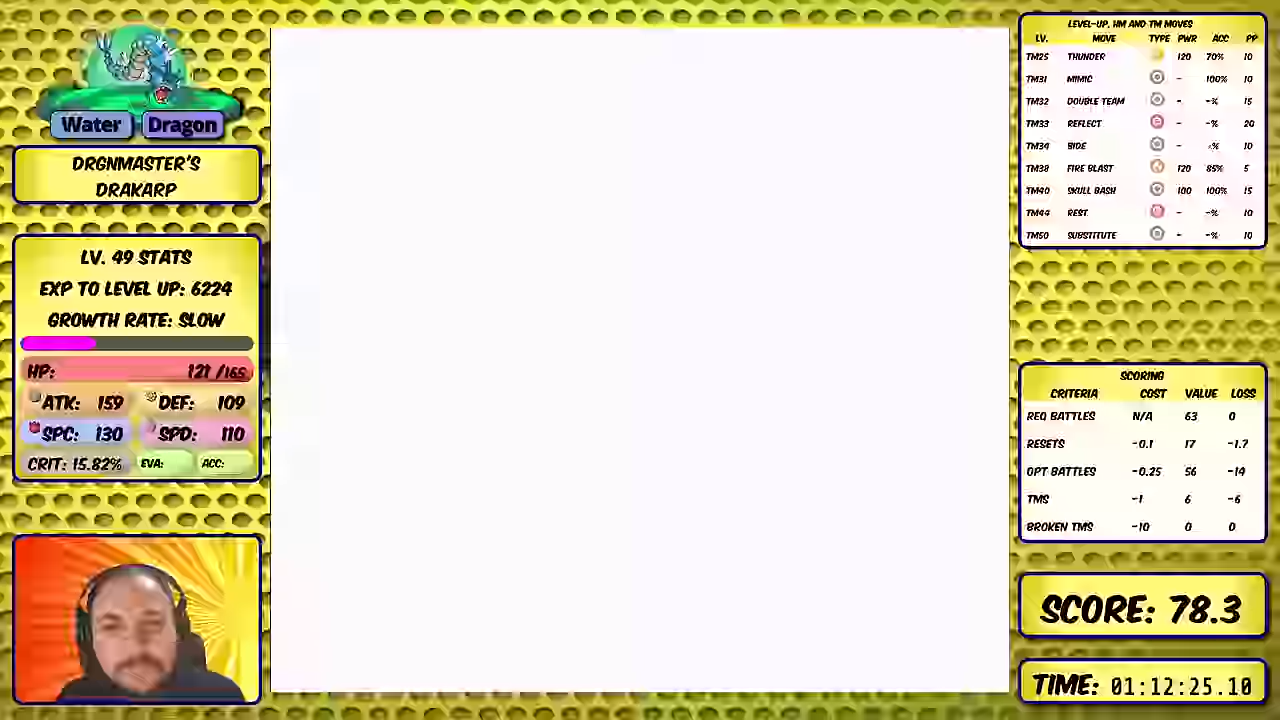 Water Dragon
DRGNMASTER'S
DRAKARP
LV. 49 STATS
EXP TO LEVEL UP: 6224
GROWTH RATE: SLOW
HP: 121 /165
ATK: 159 DEF: 109
SPC: 130 SPD: 110
CRIT: 15.82% EVA: ACC:
LEVEL-UP, HM AND TM MOVES
LV. MOVE TYPE PWR ACC PP
TM25 THUNDER 120 70% 10
TM31 MIMIC - 100% 10
TM32 DOUBLE TEAM - -% 15
TM33 REFLECT - -% 20
TM34 BIDE - -% 10
TM38 FIRE BLAST 120 85% 5
TM40 SKULL BASH 100 100% 15
TM44 REST - -% 10
TM50 SUBSTITUTE - -% 10
SCORING
CRITERIA COST VALUE LOSS
REQ BATTLES N/A 63 0
RESETS -0.1 17 -1.7
OPT BATTLES -0.25 56 -14
TMS -1 6 -6
BROKEN TMS -10 0 0
SCORE: 78.3
TIME: 01:12:25.10